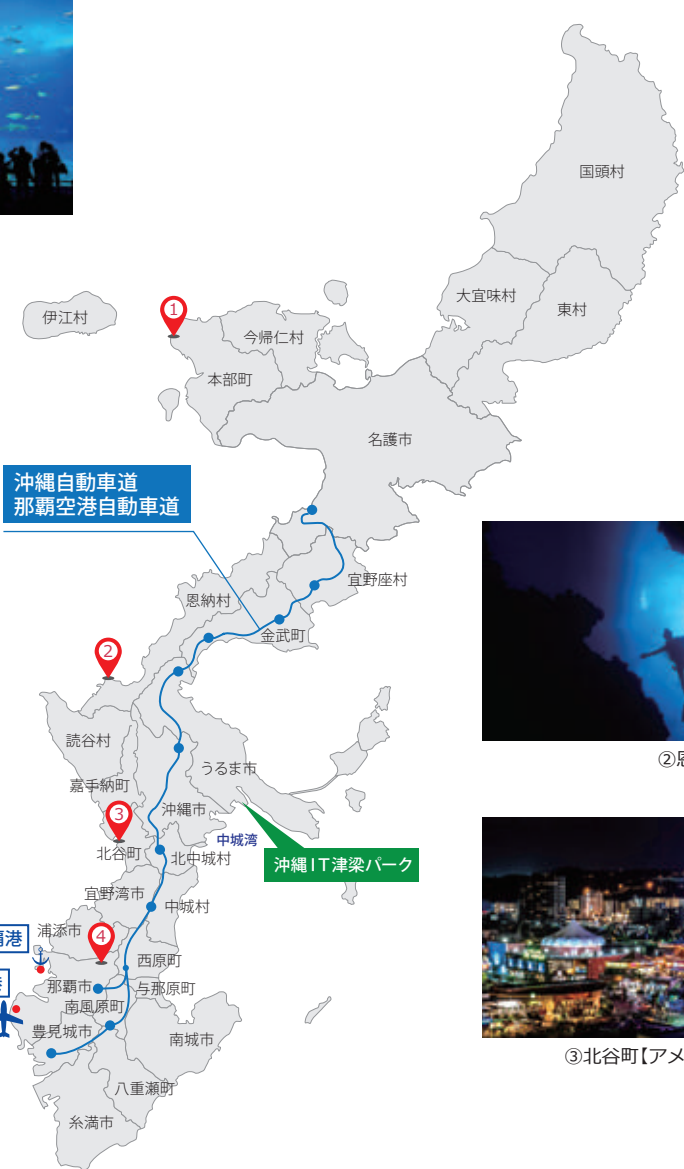 国頭村
大宜味村
東村
伊江村
1
今帰仁村
本部町
名護市
沖縄自動車道
那覇空港自動車道
宜野座村
恩納村
金武町
2
読谷村
うるま市
嘉手納町
3
沖縄市
中城湾
北谷町
北中城村
沖縄IT津梁パーク
宜野湾市
中城村
浦添市
4
港
西原町
那覇市
与那原町
南風原町
豊見城市
南城市
八重瀬町
糸満市
②恩
③北谷町【アメ